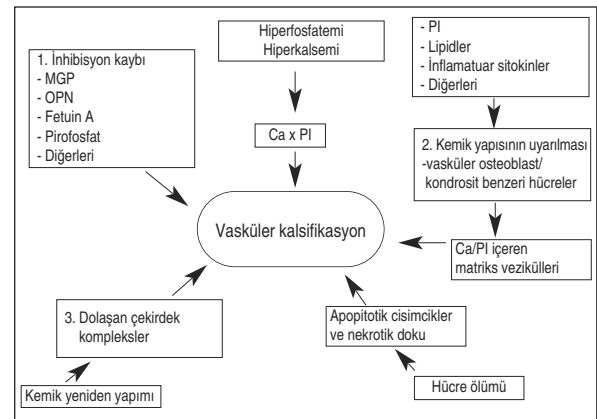 Hiperfosfatemi
Hiperkalsemi
1. İnhibisyon kaybı
- MGP
- OPN
- Fetuin A
- Pirofosfat
- Diğerleri
- PI
- Lipidler
- İnflamatuar sitokinler
- Diğerleri
Ca x PI
2. Kemik yapısının uyarılması
-vasküler osteoblast/
kondrosit benzeri hücreler
Vasküler kalsifikasyon
Ca/PI içeren
matriks vezikülleri
3. Dolaşan çekirdek
kompleksler
Apopitotik cisimcikler
ve nekrotik doku
Kemik yeniden yapımı
Hücre ölümü